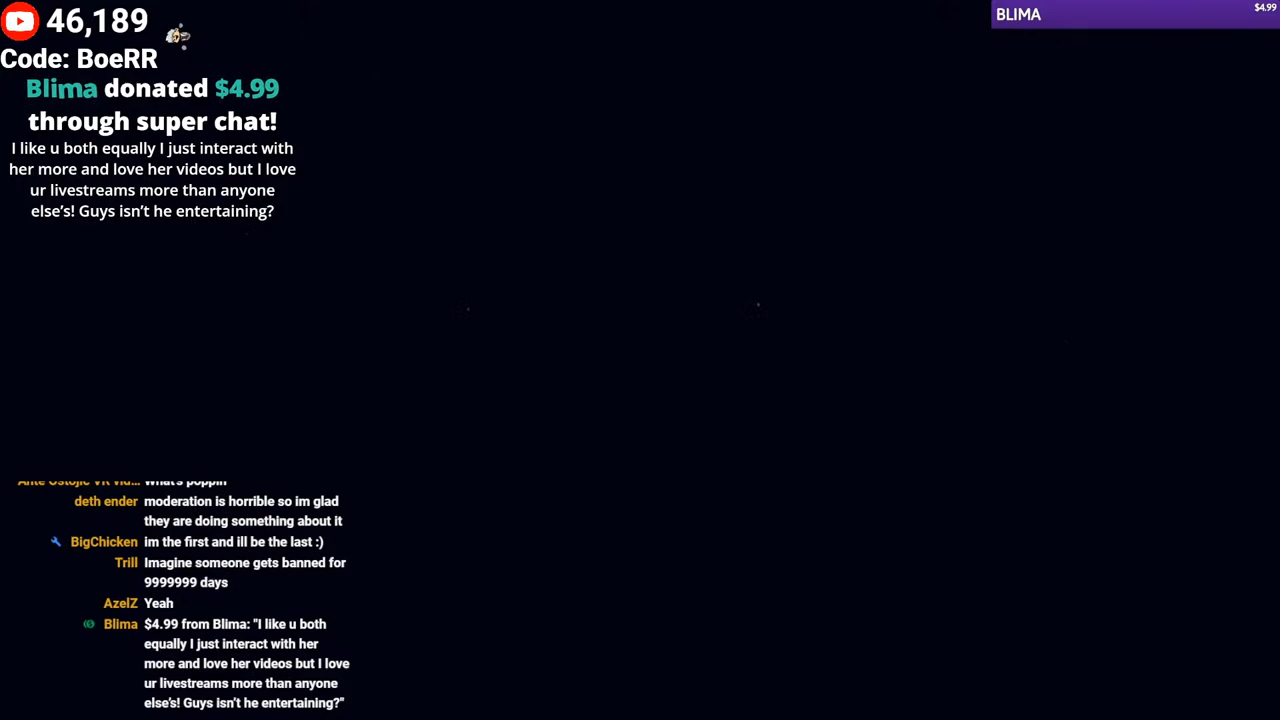 46,189
Code: BoeRR
Blima donated $4.99
through super chat!
I like u both equally I just interact with
her more and love her videos but I love
ur livestreams more than anyone
else's! Guys isn't he entertaining?
BLIMA
$4.99
What's poppin
deth ender moderation is horrible so im glad
they are doing something about it
BigChicken im the first and ill be the last :)
Trill Imagine someone gets banned for
9999999 days
AzelZ Yeah
Blima $4.99 from Blima: "I like u both
equally I just interact with her
more and love her videos but I love
ur livestreams more than anyone
else's! Guys isn't he entertaining?"